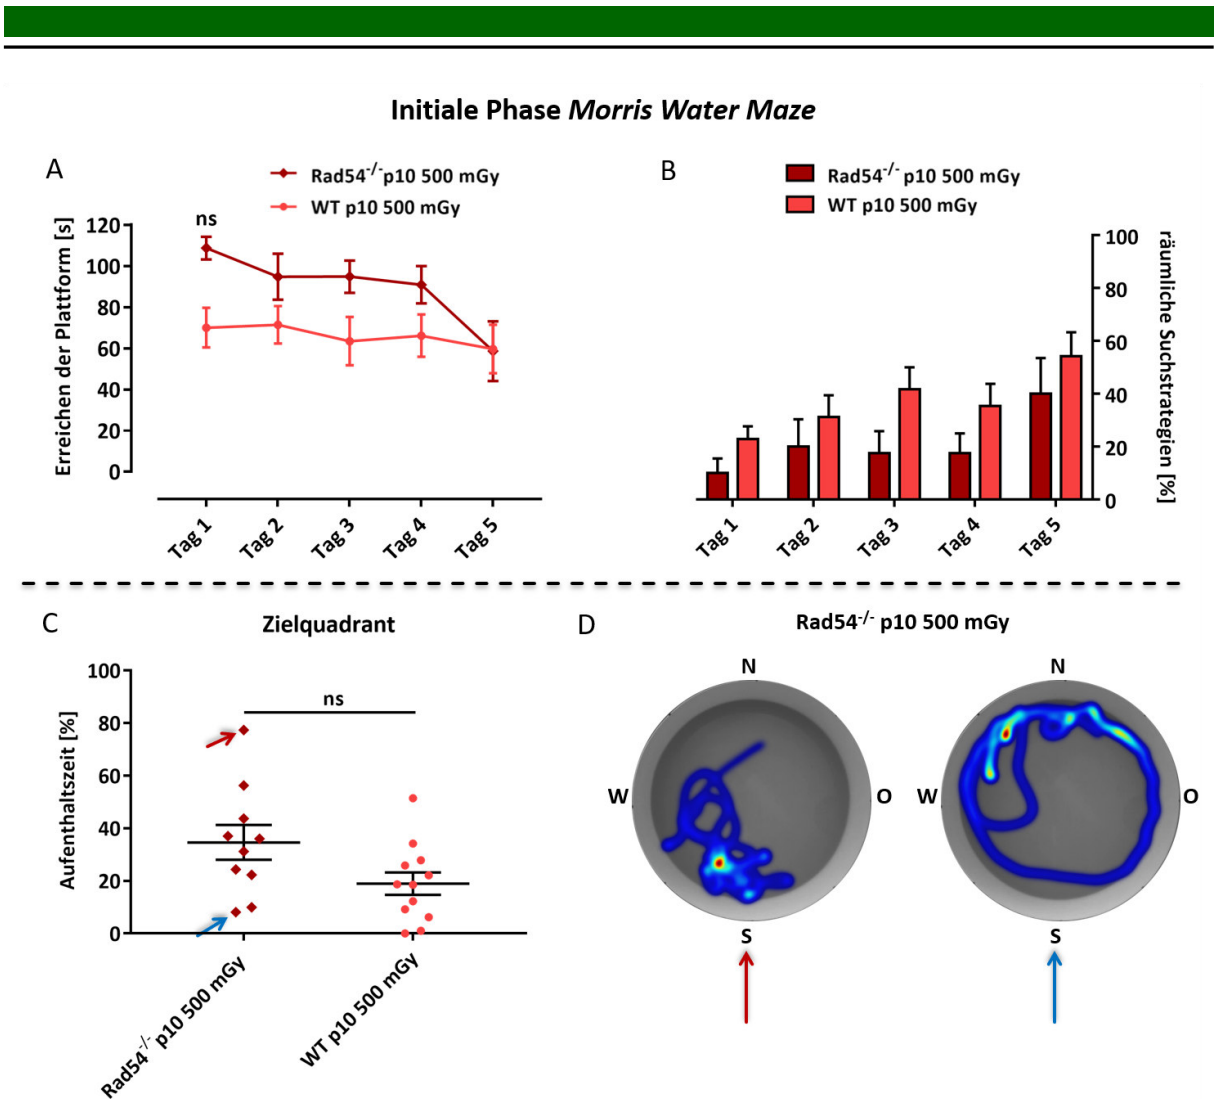 Initiale Phase Morris Water Maze
A
Rad54-/- p10 500 mGy
WT p10 500 mGy
ns
Erreichen der Plattform [s]
120
100
80
60
40
20
0
Tag 1
Tag 2
Tag 3
Tag 4
Tag 5
B
Rad54-/- p10 500 mGy
WT p10 500 mGy
räumliche Suchstrategien [%]
100
80
60
40
20
0
Tag 1
Tag 2
Tag 3
Tag 4
Tag 5
C
Zielquadrant
Aufenthaltszeit [%]
100
80
60
40
20
0
ns
Rad54-/- p10 500 mGy
WT p10 500 mGy
D
Rad54-/- p10 500 mGy
N
W
O
S
N
W
O
S